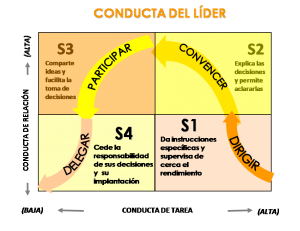 CONDUCTA DEL LÍDER
(ALTA)
CONDUCTA DE RELACIÓN
S3
Comparte
ideas y
facilita la
toma de
decisiones
PARTICIPAR
CONVENCER
S2
Explica las
decisiones
y permite
aclararlas
DELEGAR
S4
Cede la
responsabilidad
de sus decisiones
y su
implantación
S1
Da instrucciones
específicas y
supervisa de
cerca el
rendimiento
DIRIGIR
(BAJA)
CONDUCTA DE TAREA
(ALTA)